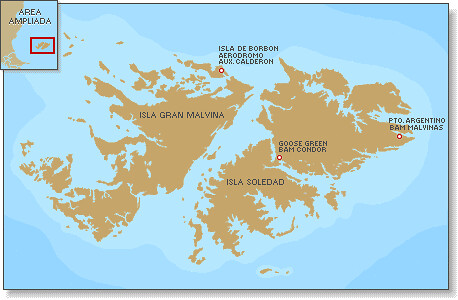 AREA
AMPLIADA
ISLA DE BORBON
AERODROMO
AUX. CALDERON
ISLA GRAN MALVINA
PTO. ARGENTINO
BAM MALVINAS
GOOSE GREEN
BAM CONDOR
ISLA SOLEDAD